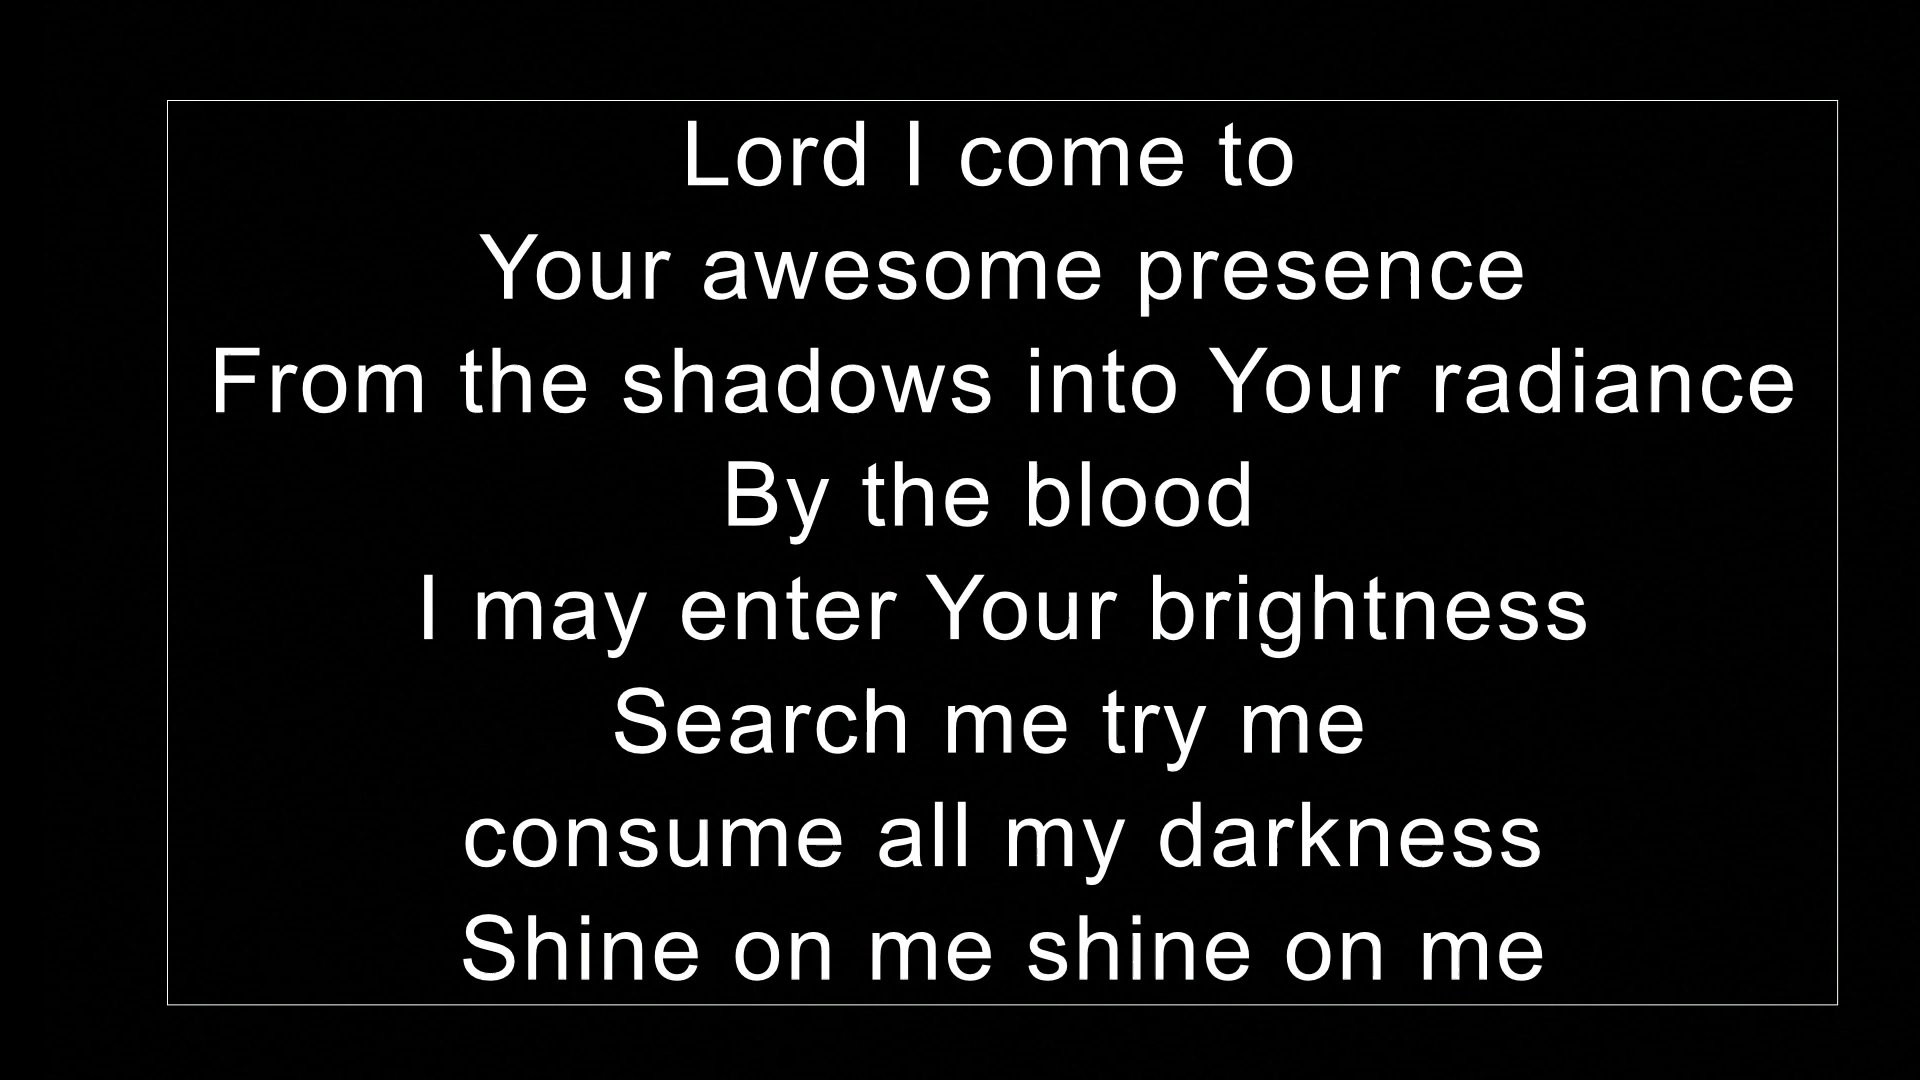 Lord I come to
Your awesome presence
From the shadows into Your radiance
By the blood
I may enter Your brightness
Search me try me
consume all my darkness
Shine on me shine on me